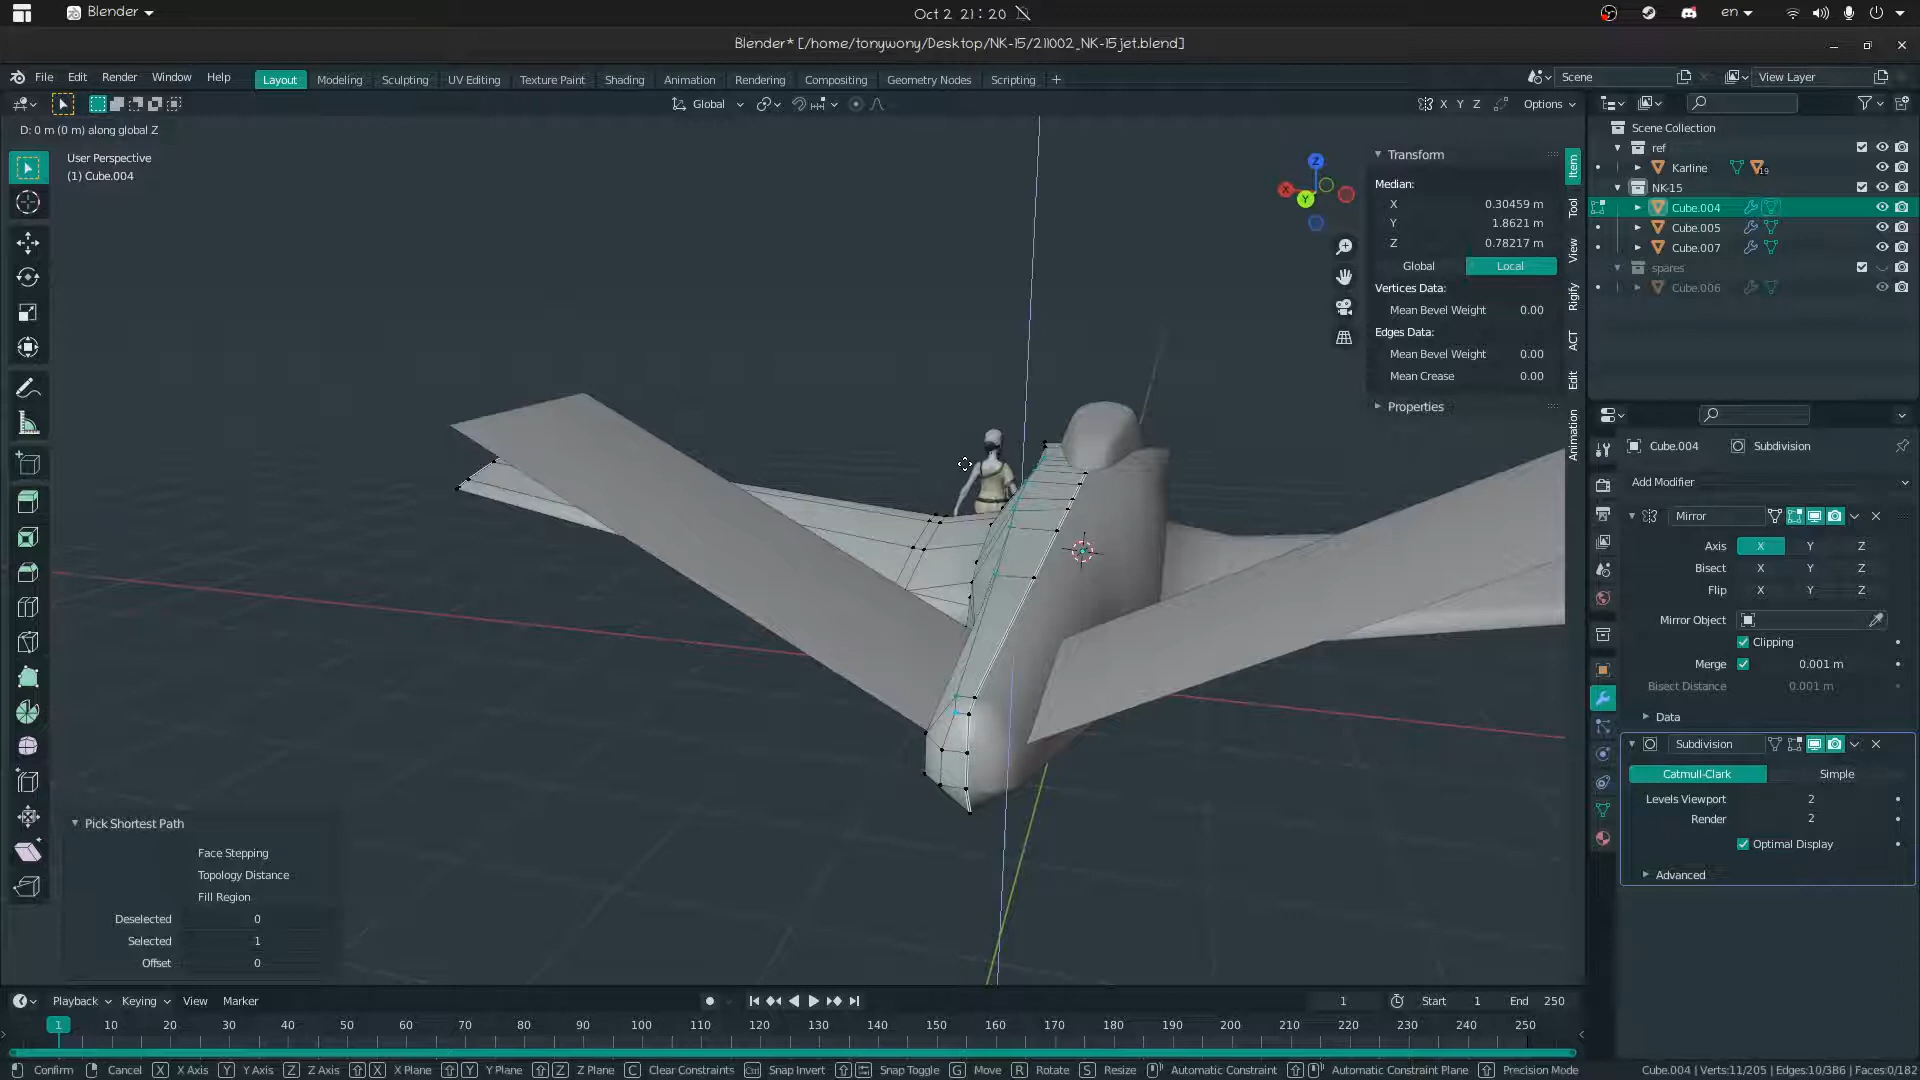 Blender
Oct 2 21:20
en
Blender* [/home/tonywony/Desktop/NK-15/211002_NK-15jet.blend]
File Edit Render Window Help
Layout Modeling Sculpting UV Editing Texture Paint Shading Animation Rendering Compositing Geometry Nodes Scripting +
Scene
View Layer
Global
X Y Z
Options
D: 0 m (0 m) along global Z
User Perspective
(1) Cube.004
Z
X
Y
Transform
Median:
X 0.30459 m
Y 1.8621 m
Z 0.78217 m
Global Local
Vertices Data:
Mean Bevel Weight 0.00
Edges Data:
Mean Bevel Weight 0.00
Mean Crease 0.00
Properties
Item
Tool
View
Rigify
ACT
Edit
Animation
Scene Collection
ref
Karline 19
NK-15
Cube.004
Cube.005
Cube.007
spares
Cube.006
Cube.004 Subdivision
Add Modifier
Mirror
Axis X Y Z
Bisect X Y Z
Flip X Y Z
Mirror Object
Clipping
Merge 0.001 m
Bisect Distance 0.001 m
Data
Subdivision
Catmull-Clark Simple
Levels Viewport 2
Render 2
Optimal Display
Advanced
Pick Shortest Path
Face Stepping
Topology Distance
Fill Region
Deselected 0
Selected 1
Offset 0
Playback Keying View Marker
1
Start 1
End 250
1 10 20 30 40 50 60 70 80 90 100 110 120 130 140 150 160 170 180 190 200 210 220 230 240 250
Confirm Cancel X X Axis Y Y Axis Z Z Axis X X Plane Y Y Plane Z Z Plane C Clear Constraints Ctrl Snap Invert Snap Toggle G Move R Rotate S Resize Automatic Constraint Automatic Constraint Plane Precision Mode
Cube.004 | Verts:11/205 | Edges:10/386 | Faces:0/182